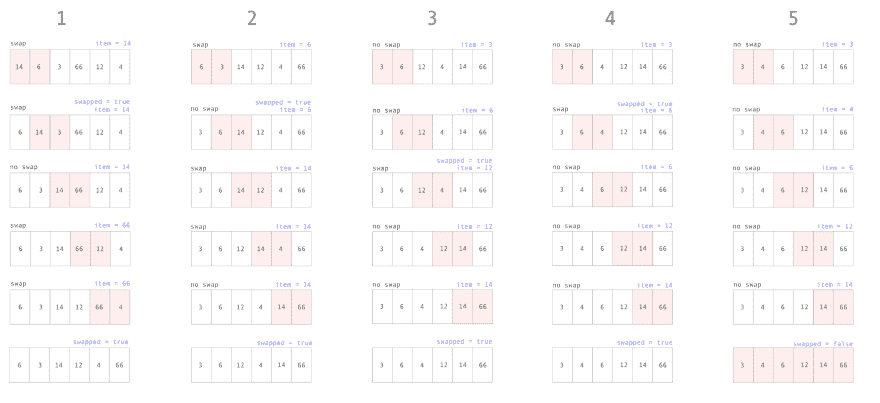 1
swap item = 14
14 6 3 66 12 4
swapped = true
swap item = 14
6 14 3 66 12 4
no swap item = 14
6 3 14 66 12 4
swap item = 66
6 3 14 66 12 4
swap item = 66
6 3 14 12 66 4
swapped = true
6 3 14 12 4 66
2
swap item = 6
6 3 14 12 4 66
swapped = true
no swap item = 6
3 6 14 12 4 66
swap item = 14
3 6 14 12 4 66
swap item = 14
3 6 12 14 4 66
no swap item = 14
3 6 12 4 14 66
swapped = true
3 6 12 4 14 66
3
no swap item = 3
3 6 12 4 14 66
no swap item = 6
3 6 12 4 14 66
swapped = true
swap item = 12
3 6 12 4 14 66
no swap item = 12
3 6 4 12 14 66
no swap item = 14
3 6 4 12 14 66
swapped = true
3 6 4 12 14 66
4
no swap item = 3
3 6 4 12 14 66
swapped = true
swap item = 6
3 6 4 12 14 66
no swap item = 6
3 4 6 12 14 66
no swap item = 12
3 4 6 12 14 66
no swap item = 14
3 4 6 12 14 66
swapped = true
3 4 6 12 14 66
5
no swap item = 3
3 4 6 12 14 66
no swap item = 4
3 4 6 12 14 66
no swap item = 6
3 4 6 12 14 66
no swap item = 12
3 4 6 12 14 66
no swap item = 14
3 4 6 12 14 66
swapped = false
3 4 6 12 14 66